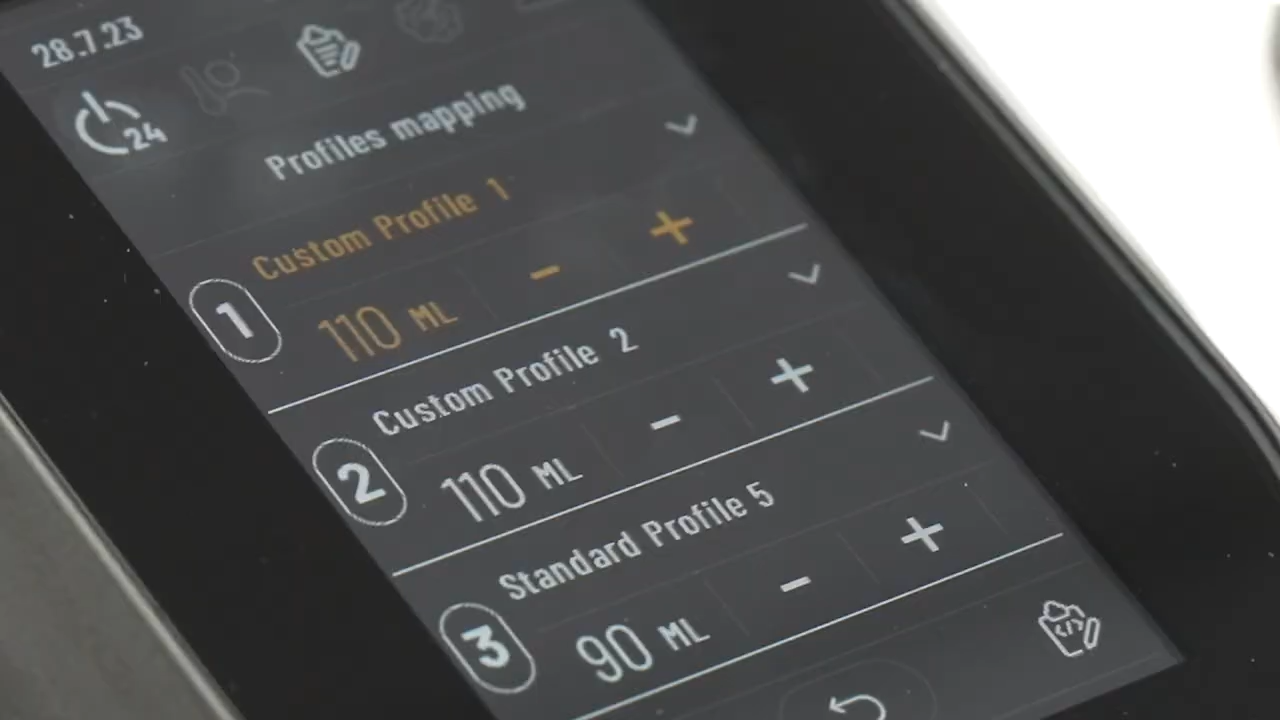 28.7.23
24
Profiles mapping
Custom Profile 1
1
110 ML
- +
Custom Profile 2
2
110 ML
- +
Standard Profile 5
3
90 ML
- +
</>